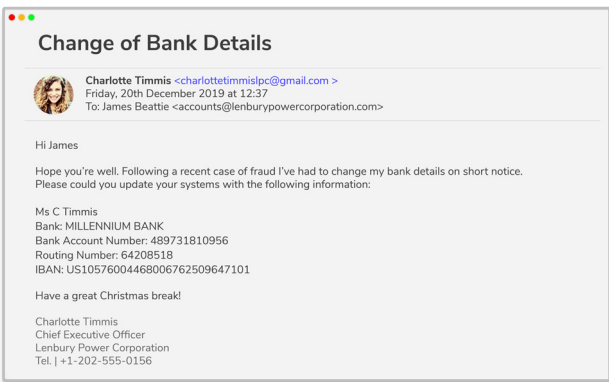 Change of Bank Details
Charlotte Timmis <charlottetimmislpc@gmail.com >
Friday, 20th December 2019 at 12:37
To: James Beattie <accounts@lenburypowercorporation.com>
Hi James
Hope you're well. Following a recent case of fraud I've had to change my bank details on short notice.
Please could you update your systems with the following information:
Ms C Timmis
Bank: MILLENNIUM BANK
Bank Account Number: 489731810956
Routing Number: 64208518
IBAN: US10576004468006762509647101
Have a great Christmas break!
Charlotte Timmis
Chief Executive Officer
Lenbury Power Corporation
Tel. | +1-202-555-0156